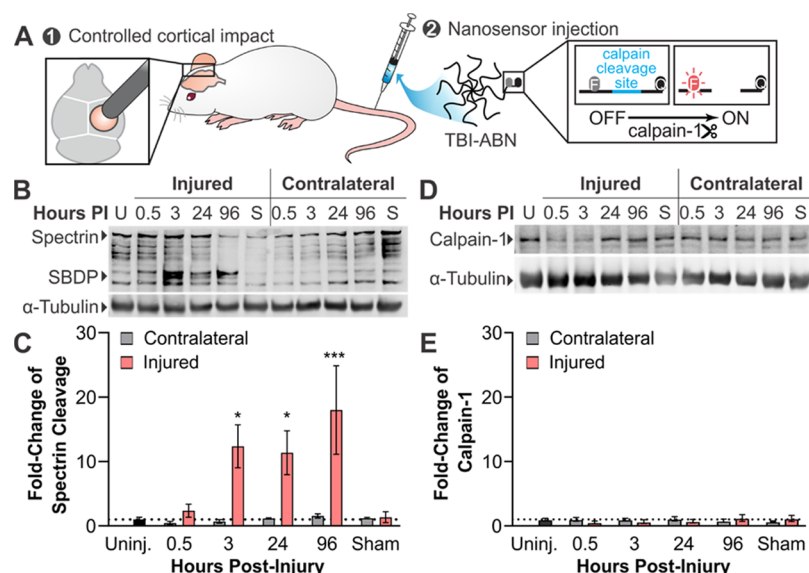 A
1 Controlled cortical impact
2 Nanosensor injection
calpain
cleavage
site
F
Q
F
Q
OFF
ON
calpain-1
TBI-ABN
B
Injured
Contralateral
Hours PI U 0.5 3 24 96 S 0.5 3 24 96 S
Spectrin
SBDP
α-Tubulin
D
Injured
Contralateral
Hours PI U 0.5 3 24 96 S 0.5 3 24 96 S
Calpain-1
α-Tubulin
C
Fold-Change of
Spectrin Cleavage
30
20
10
0
Contralateral
Injured
*
*
***
Uninj. 0.5 3 24 96 Sham
Hours Post-Injury
E
Fold-Change of
Calpain-1
30
20
10
0
Contralateral
Injured
Uninj. 0.5 3 24 96 Sham
Hours Post-Injury